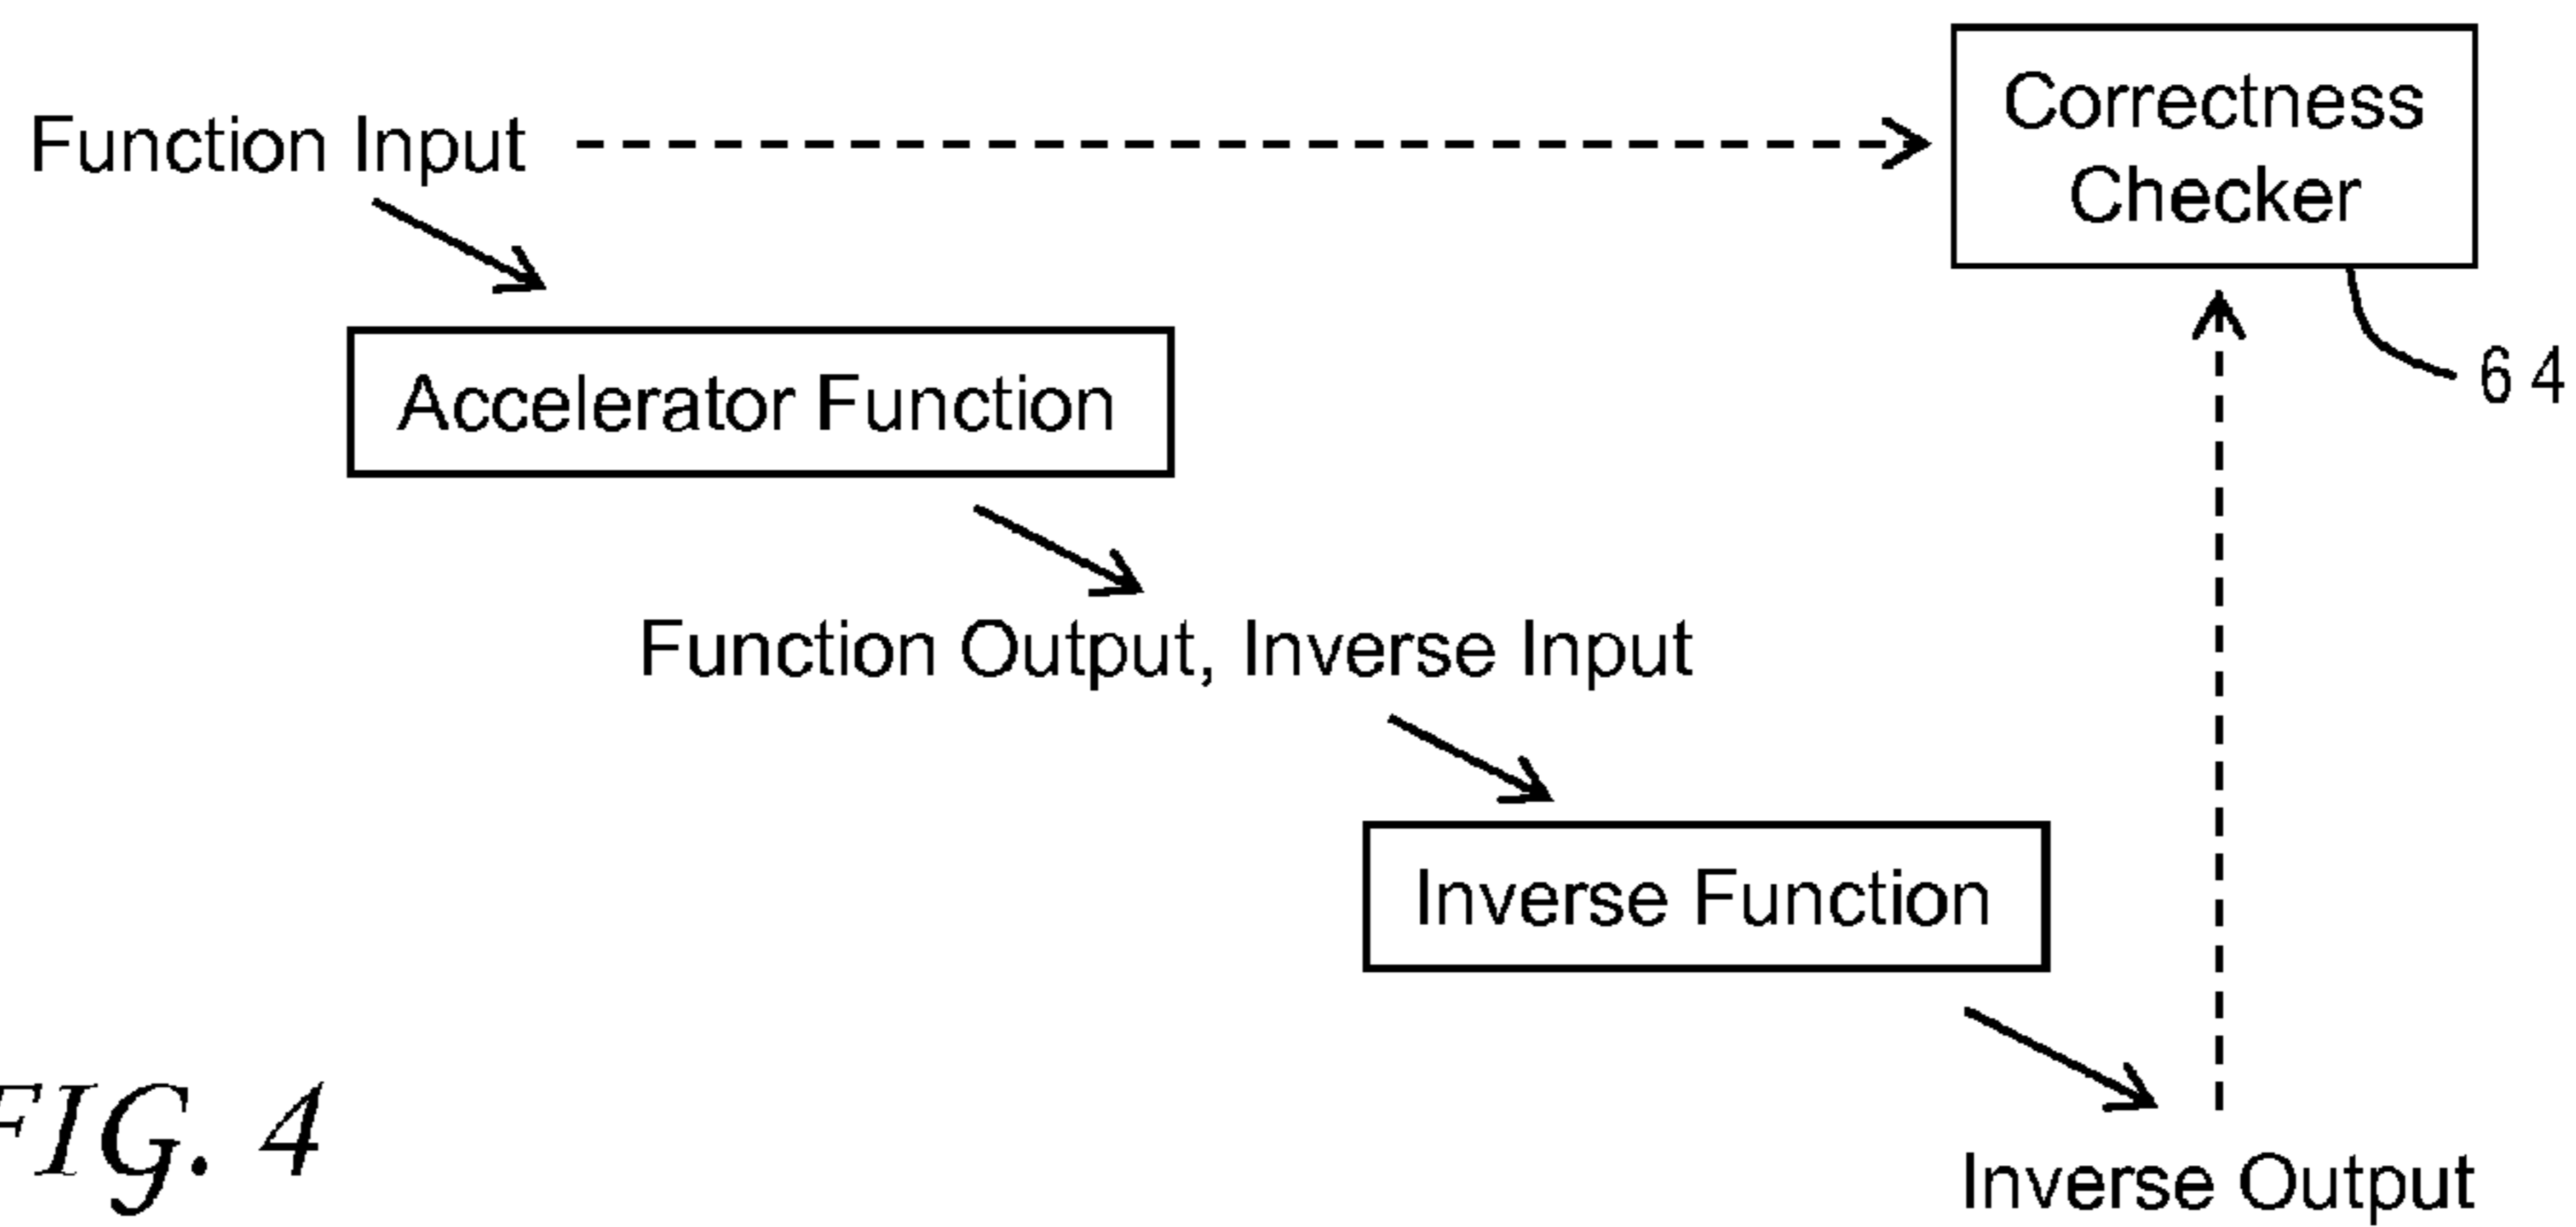 Function Input
Correctness
Checker
64
Accelerator Function
Function Output, Inverse Input
Inverse Function
Inverse Output
FIG. 4